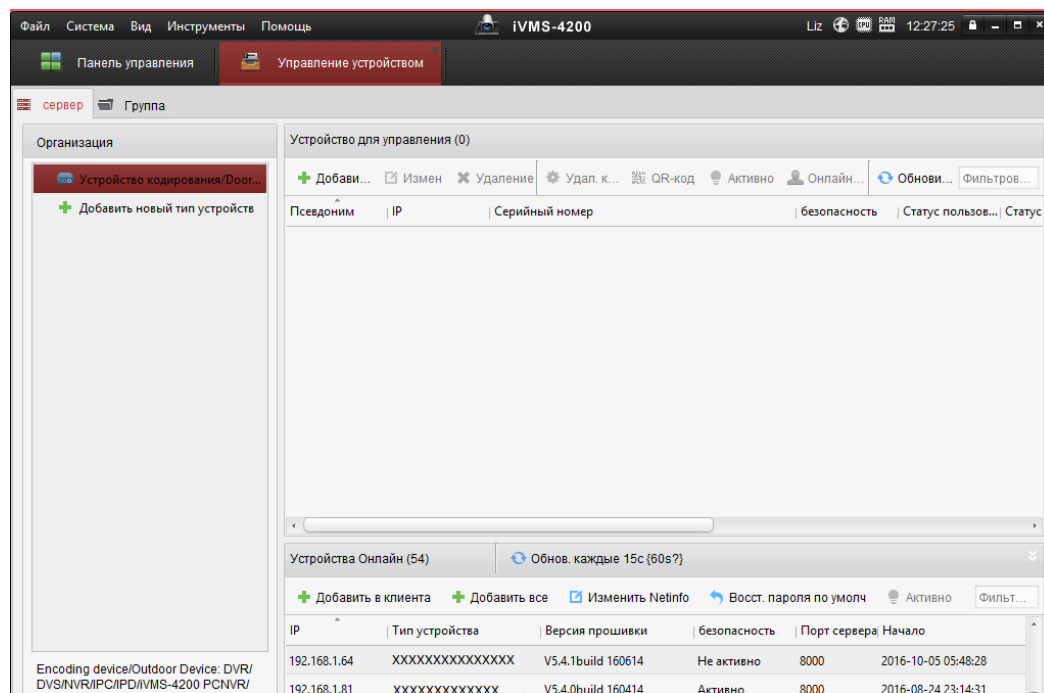 Файл Система Вид Инструменты Помощь iVMS-4200 Liz CPU RAM 12:27:25
Панель управления Управление устройством
сервер Группа
Организация
Устройство кодирования/Door...
Добавить новый тип устройств
Encoding device/Outdoor Device: DVR/
DVS/NVR/IPC/IPD/iVMS-4200 PCNVR/
Устройство для управления (0)
Добави... Измен Удаление Удал. к... QR-код Активно Онлайн... Обнови... Фильтров...
Псевдоним IP Серийный номер безопасность Статус пользов... Статус
Устройства Онлайн (54) Обнов. каждые 15с {60s?}
Добавить в клиента Добавить все Изменить Netinfo Восст. пароля по умолч Активно Фильт...
IP Тип устройства Версия прошивки безопасность Порт сервера Начало
192.168.1.64 XXXXXXXXXXXXXXX V5.4.1build 160614 Не активно 8000 2016-10-05 05:48:28
192.168.1.81 XXXXXXXXXXXXX V5.4.0build 160414 Активно 8000 2016-08-24 23:14:31